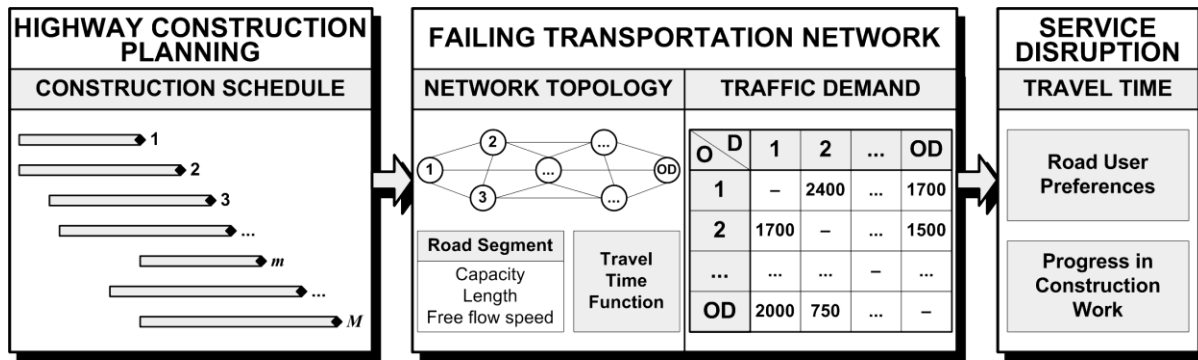 HIGHWAY CONSTRUCTION
PLANNING
CONSTRUCTION SCHEDULE
1
2
3
...
m
...
M
FAILING TRANSPORTATION NETWORK
NETWORK TOPOLOGY
1
2
3
...
...
...
OD
Road Segment
Capacity
Length
Free flow speed
Travel
Time
Function
TRAFFIC DEMAND
O D 1 2 ... OD
1 – 2400 ... 1700
2 1700 – ... 1500
... ... ... – ...
OD 2000 750 ... –
SERVICE
DISRUPTION
TRAVEL TIME
Road User
Preferences
Progress in
Construction
Work